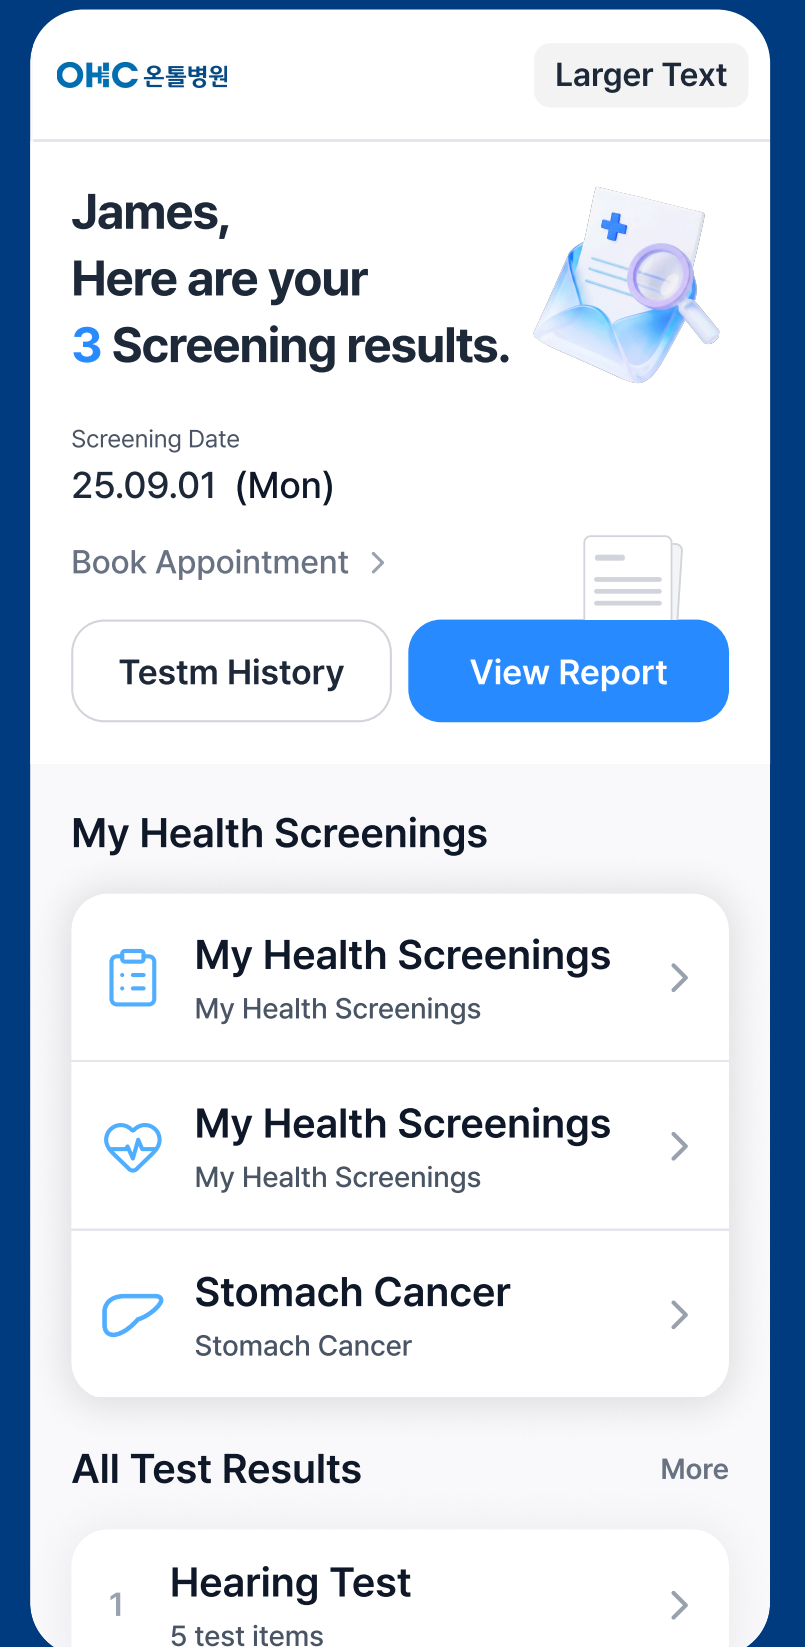 OHC 온톨병원
Larger Text
James,
Here are your
3 Screening results.
Screening Date
25.09.01 (Mon)
Book Appointment
Testm History
View Report
My Health Screenings
My Health Screenings
My Health Screenings
My Health Screenings
My Health Screenings
Stomach Cancer
Stomach Cancer
All Test Results
More
1
Hearing Test
5 test items